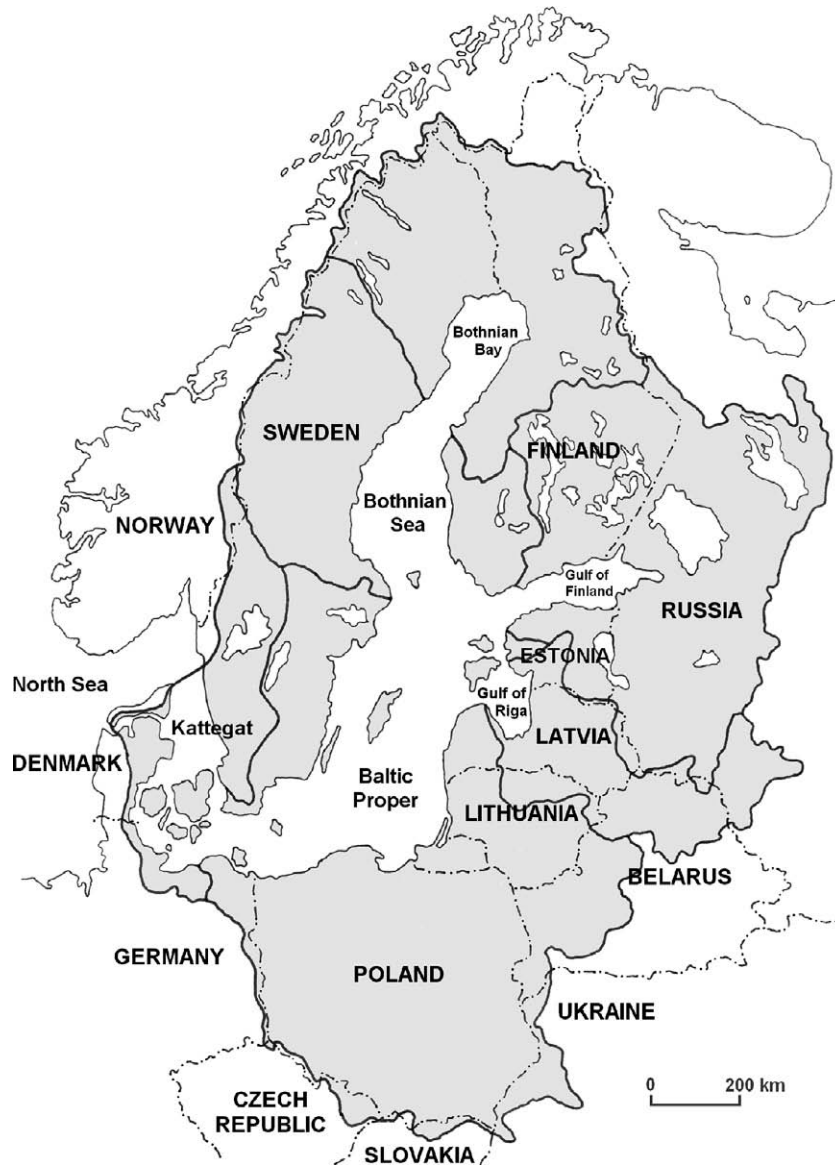 Bothnian
Bay
SWEDEN
FINLAND
Bothnian
Sea
NORWAY
Gulf of
Finland
RUSSIA
ESTONIA
North Sea
Gulf of
Riga
Kattegat
LATVIA
DENMARK
Baltic
Proper
LITHUANIA
BELARUS
GERMANY
POLAND
UKRAINE
0 200 km
CZECH
REPUBLIC
SLOVAKIA